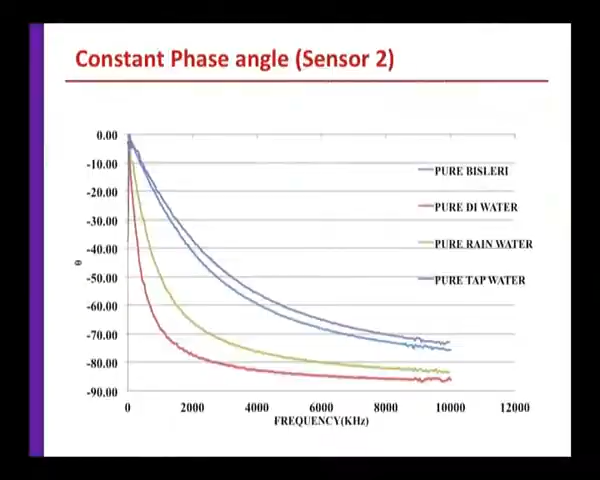 Constant Phase angle (Sensor 2)
0.00
-10.00
-20.00
-30.00
-40.00
-50.00
-60.00
-70.00
-80.00
-90.00
θ
PURE BISLERI
PURE DI WATER
PURE RAIN WATER
PURE TAP WATER
0 2000 4000 6000 8000 10000 12000
FREQUENCY(KHz)